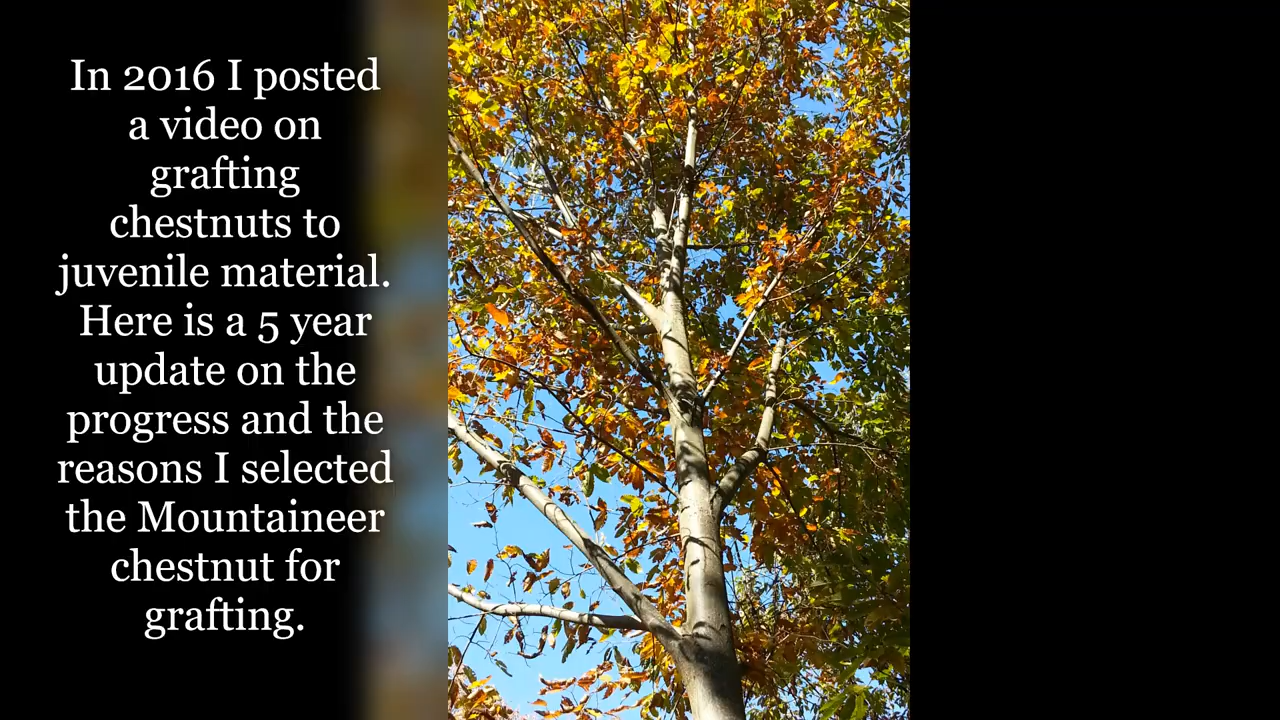 In 2016 I posted
a video on
grafting
chestnuts to
juvenile material.
Here is a 5 year
update on the
progress and the
reasons I selected
the Mountaineer
chestnut for
grafting.